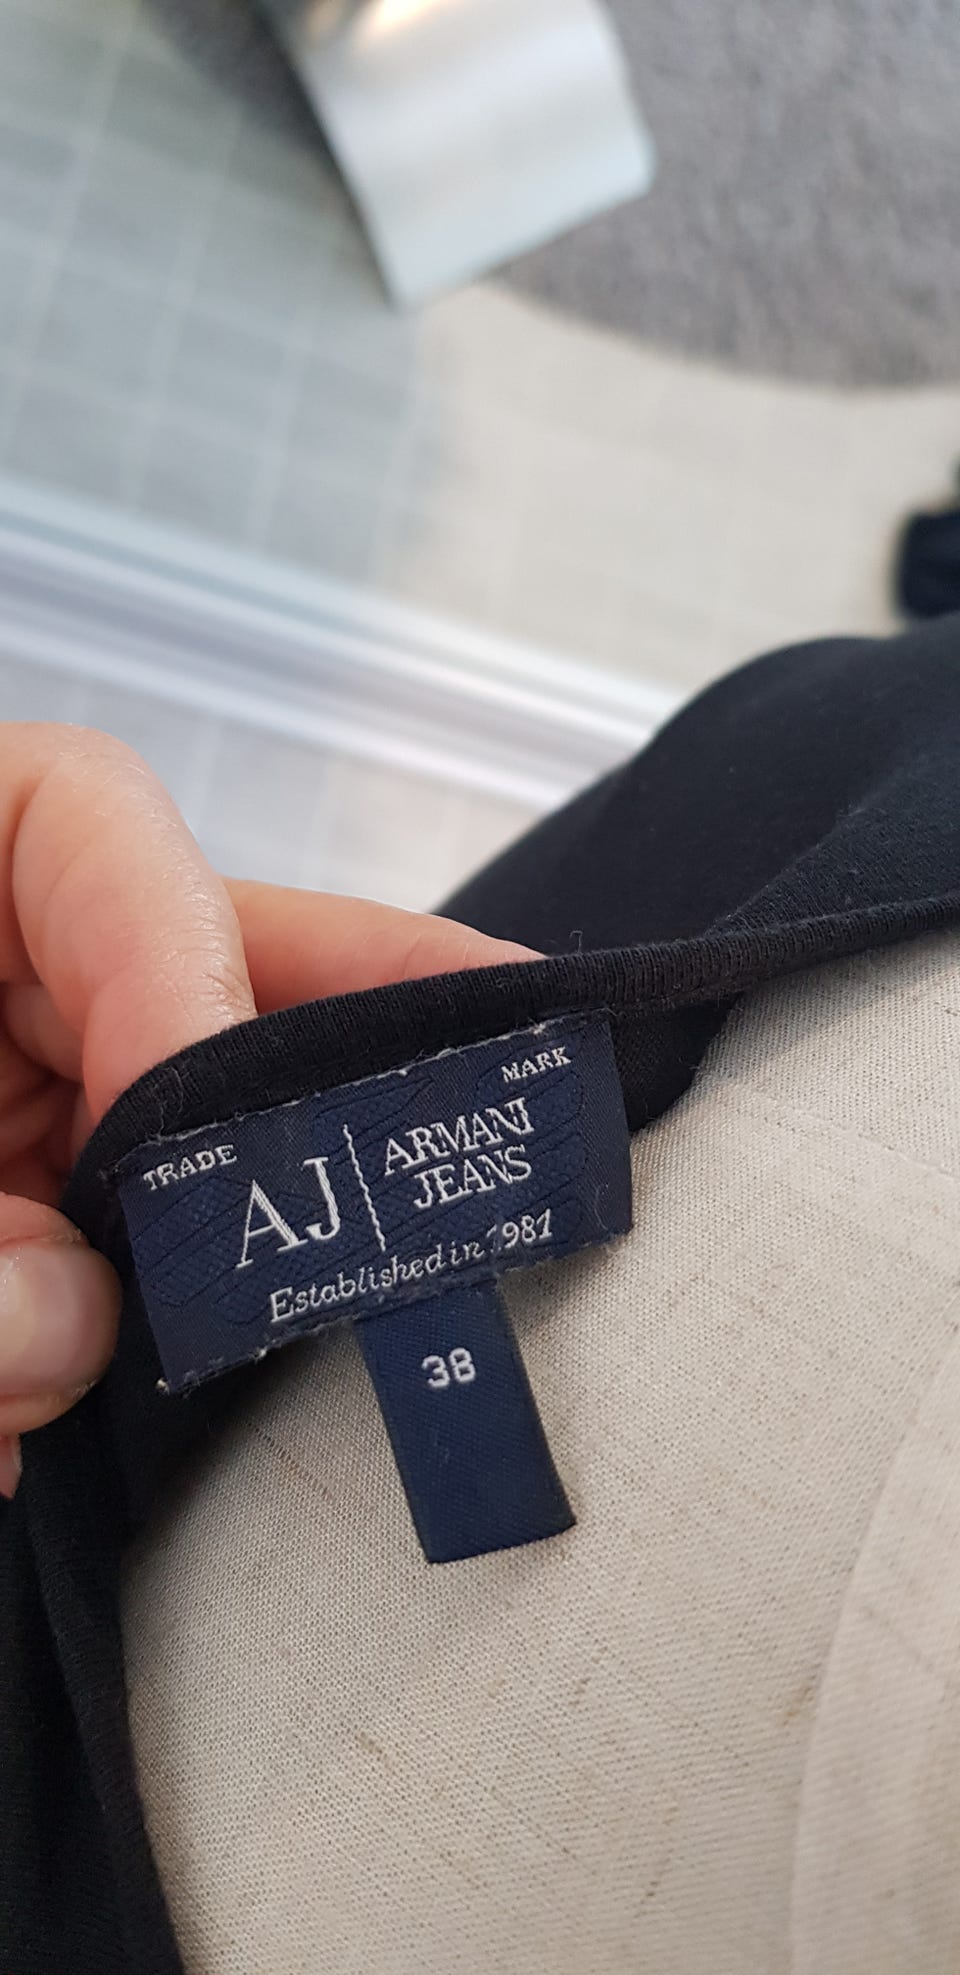 TRADE MARK
AJ ARMANI
JEANS
Established in 1981
38